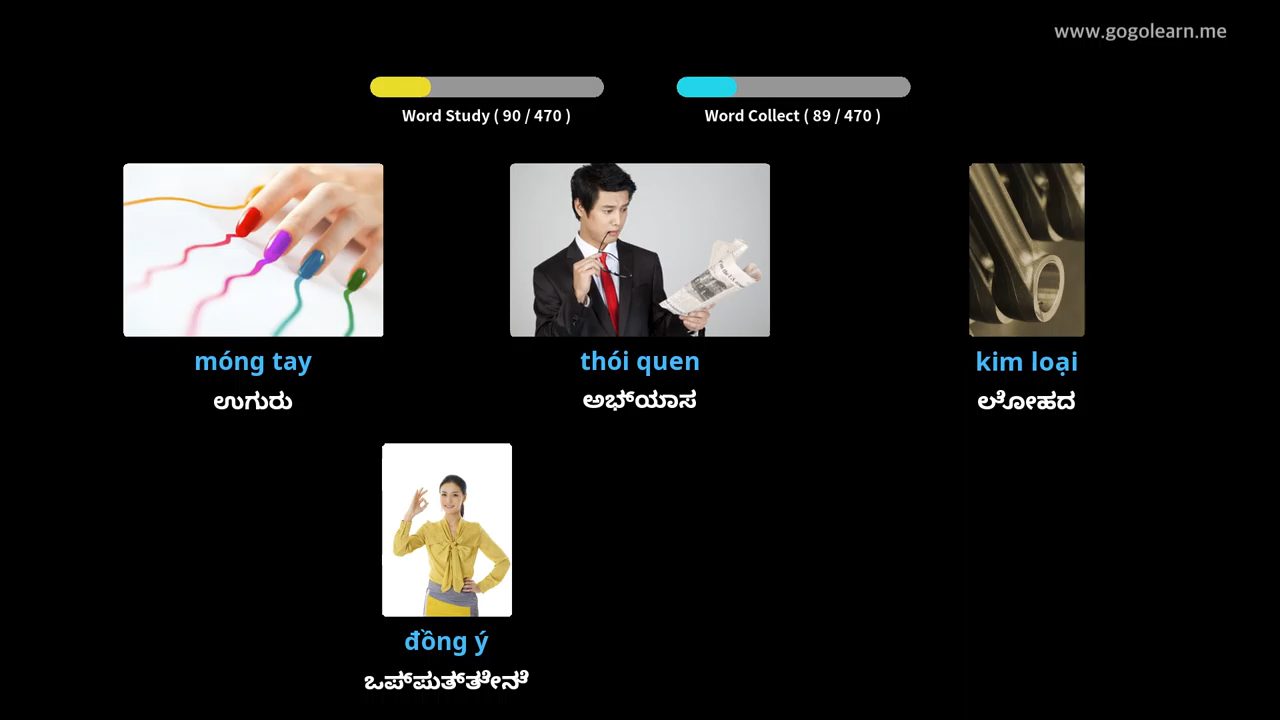 www.gogolearn.me
Word Study ( 90 / 470 )
Word Collect ( 89 / 470 )
móng tay
ಉಗುರು
thói quen
ಅಭ್ಯಾಸ
kim loại
ಲೋಹದ
đồng ý
ಒಪ್ಪುತ್ತೇನೆ